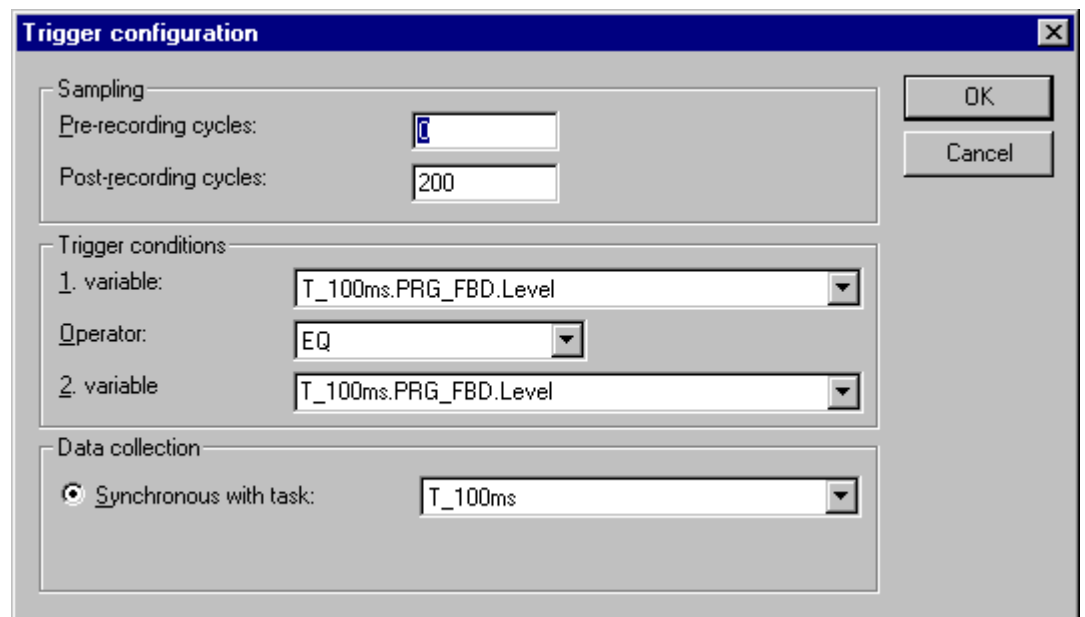 Trigger configuration
Sampling
OK
Pre-recording cycles: 0
Cancel
Post-recording cycles: 200
Trigger conditions
1. variable: T_100ms.PRG_FBD.Level
Operator: EQ
2. variable T_100ms.PRG_FBD.Level
Data collection
Synchronous with task: T_100ms